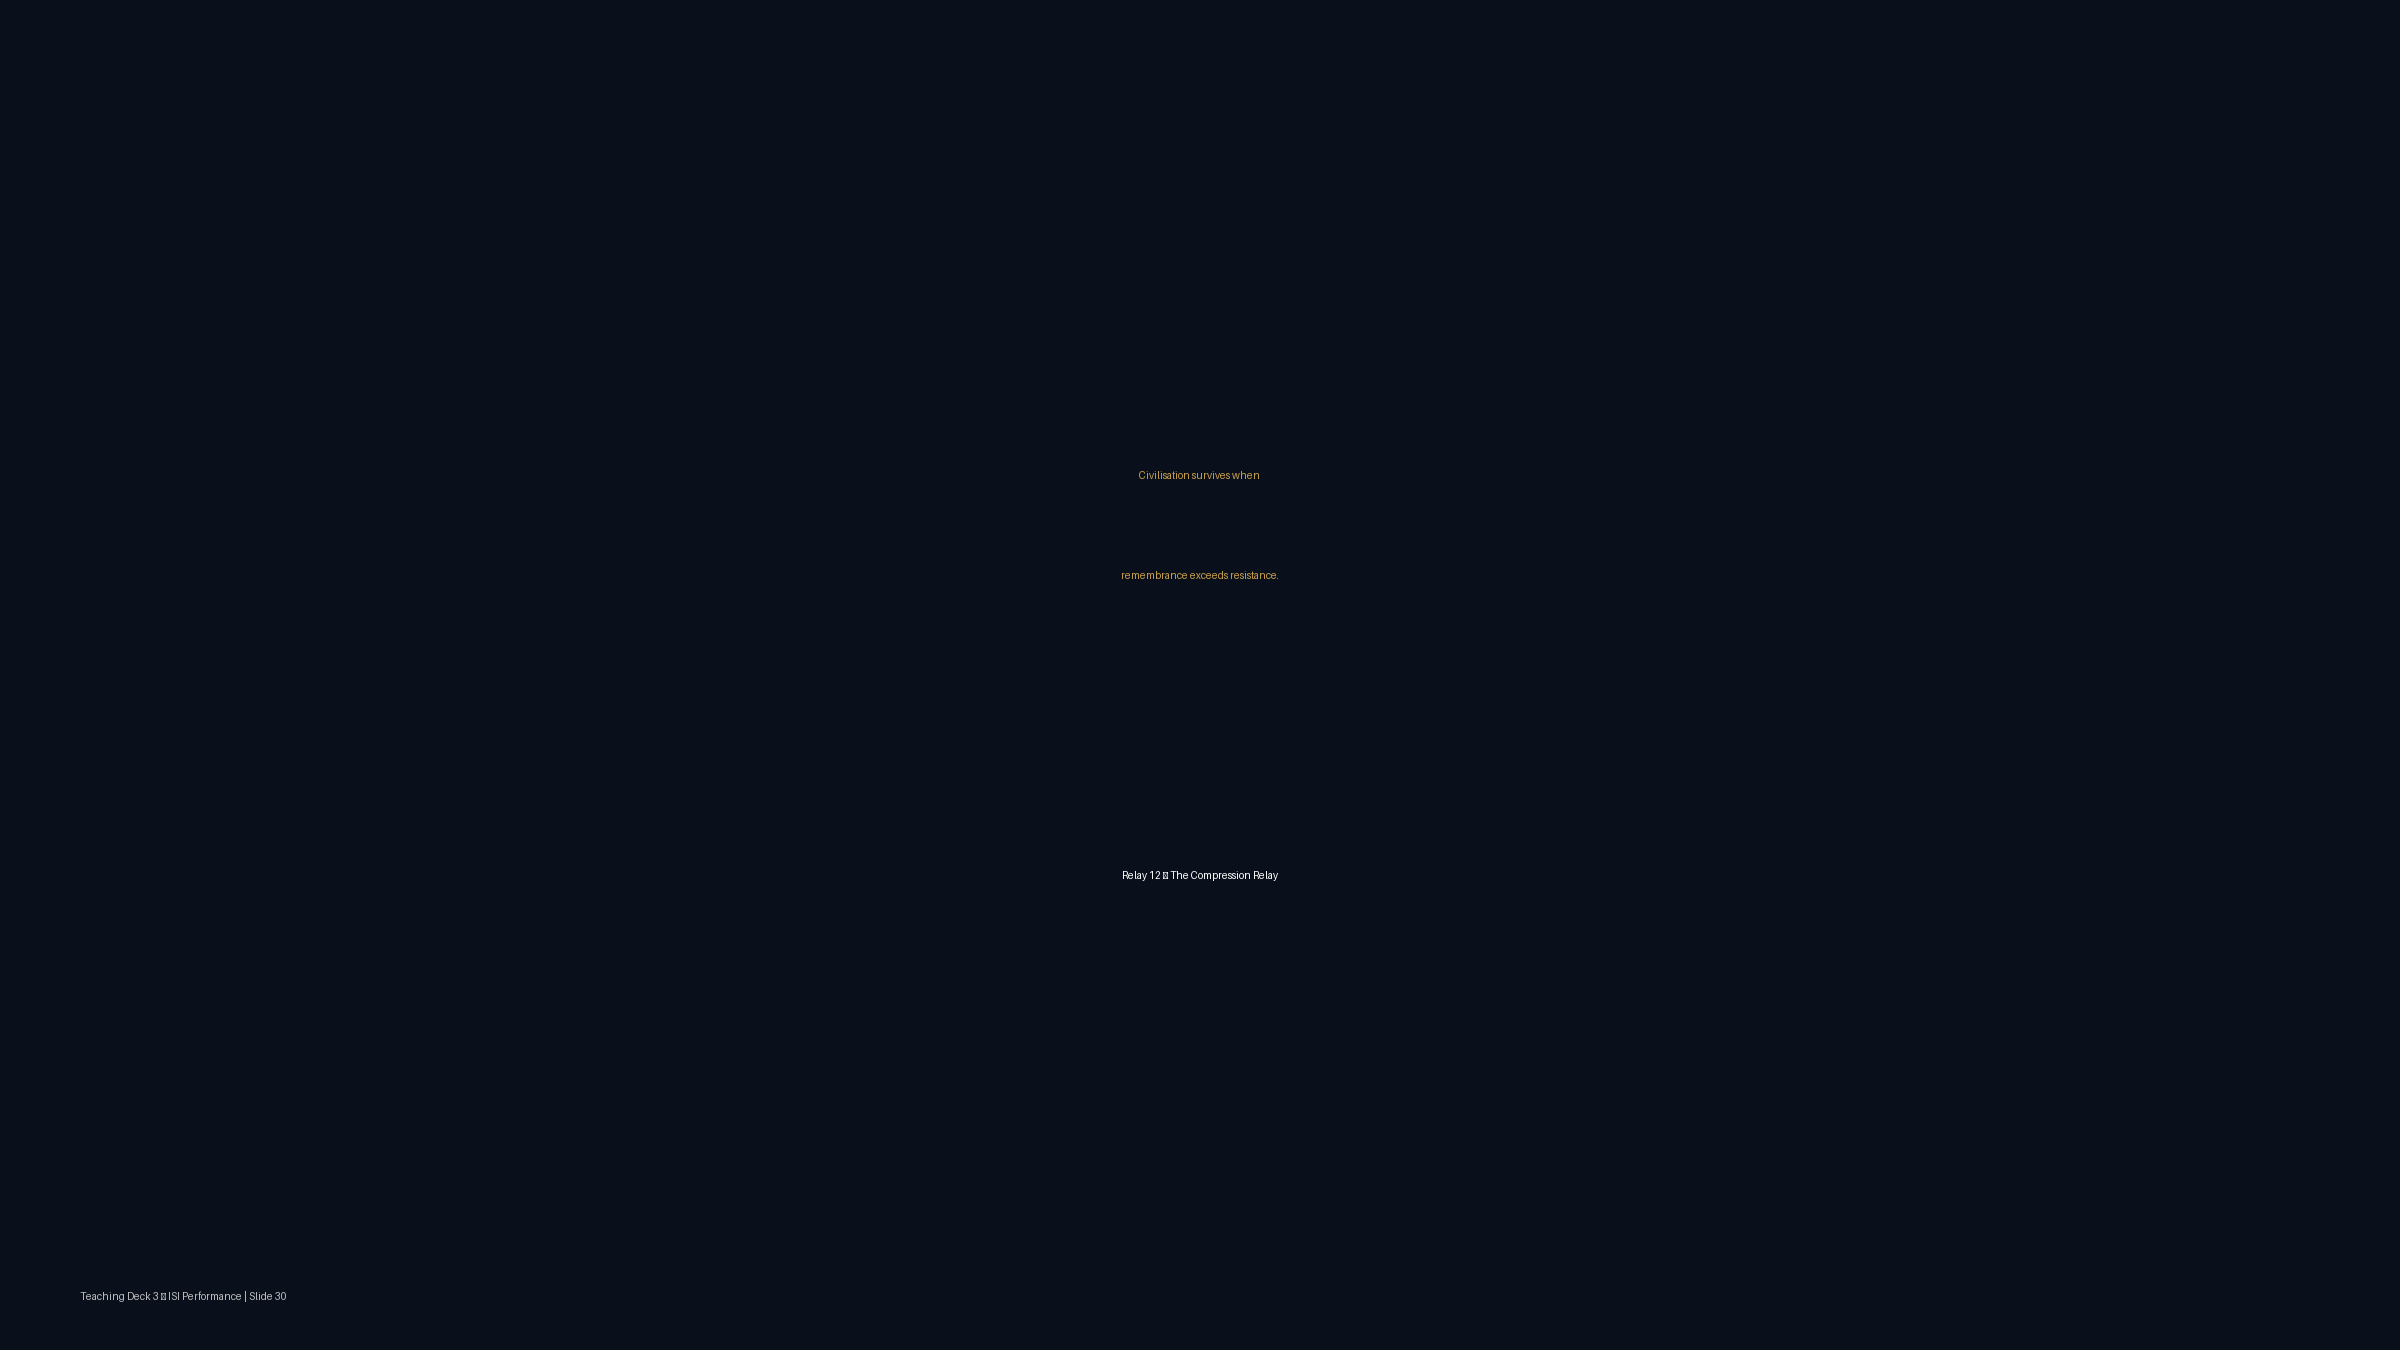 Civilisation survives when
remembrance exceeds resistance.
Relay 12 ☒ The Compression Relay
Teaching Deck 3 ☒ ISI Performance | Slide 30